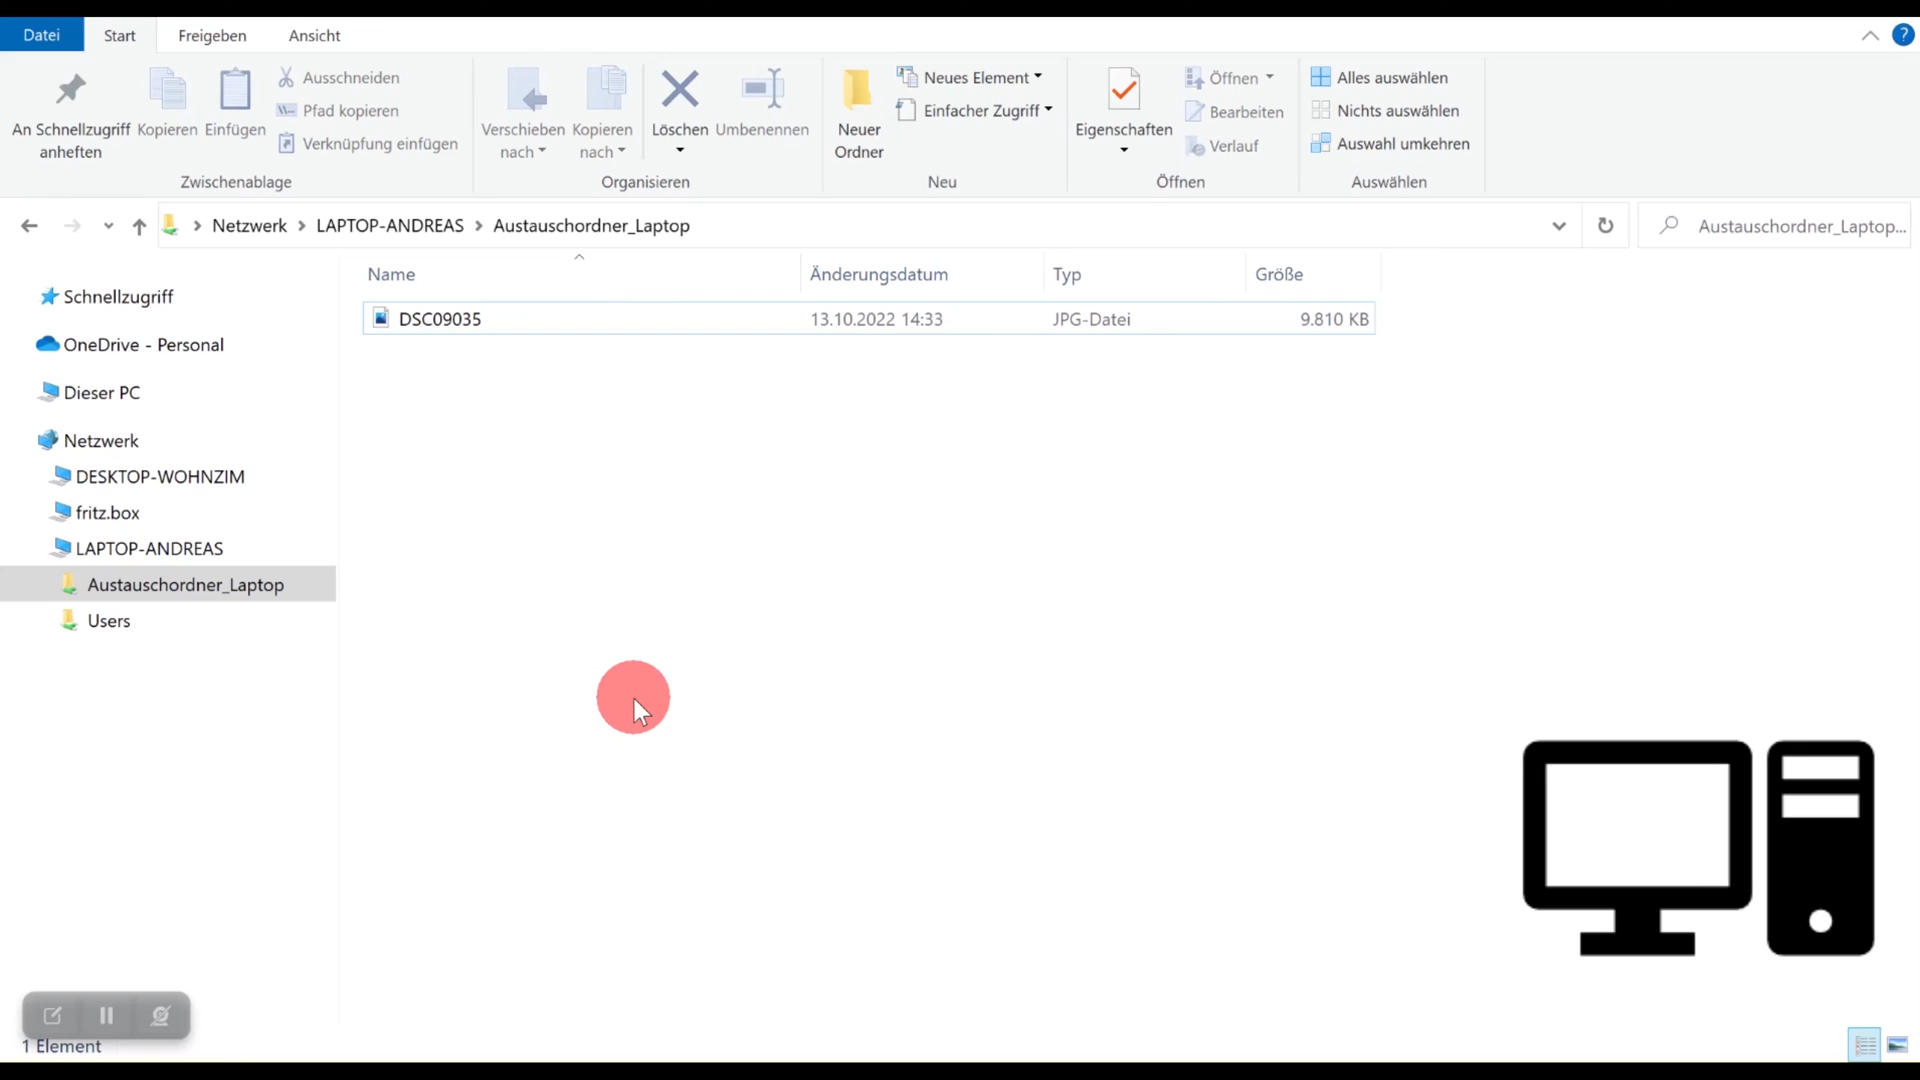 Datei Start Freigeben Ansicht ?
An Schnellzugriff anheften
Kopieren
Einfügen
Ausschneiden
Pfad kopieren
Verknüpfung einfügen
Zwischenablage
Verschieben nach
Kopieren nach
Löschen
Umbenennen
Organisieren
Neuer Ordner
Neues Element
Einfacher Zugriff
Neu
Eigenschaften
Öffnen
Bearbeiten
Verlauf
Öffnen
Alles auswählen
Nichts auswählen
Auswahl umkehren
Auswählen
Netzwerk > LAPTOP-ANDREAS > Austauschordner_Laptop
Austauschordner_Laptop...
Name Änderungsdatum Typ Größe
DSC09035 13.10.2022 14:33 JPG-Datei 9.810 KB
Schnellzugriff
OneDrive - Personal
Dieser PC
Netzwerk
DESKTOP-WOHNZIM
fritz.box
LAPTOP-ANDREAS
Austauschordner_Laptop
Users
1 Element